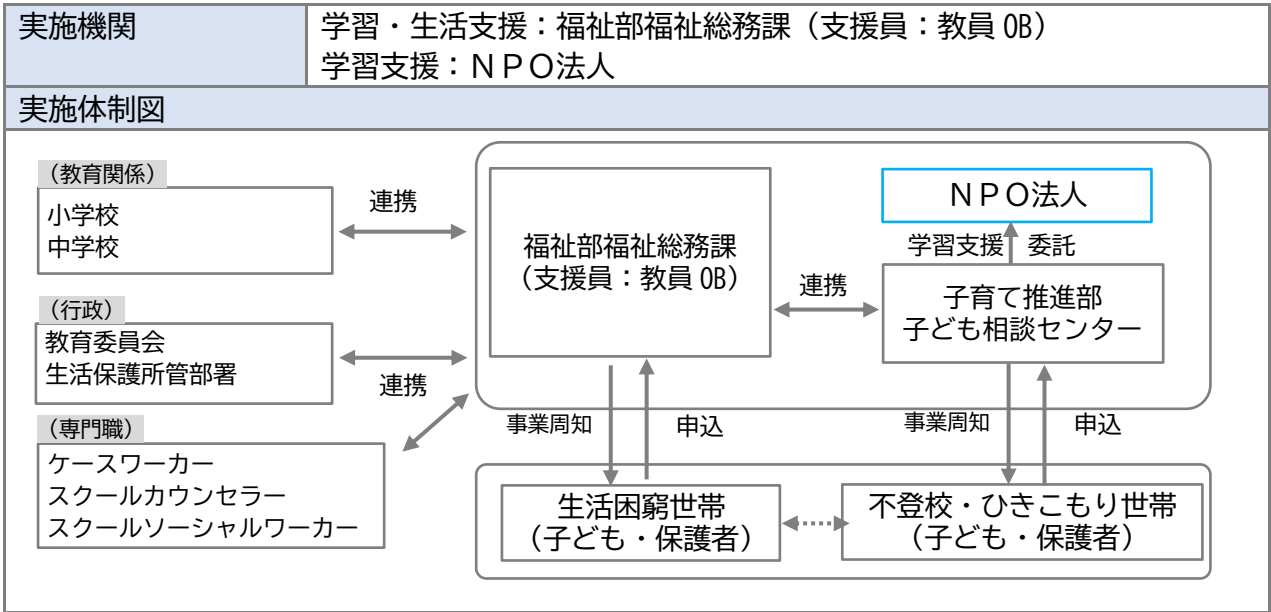 実施機関
学習・生活支援：福祉部福祉総務課（支援員：教員OB）
学習支援：ＮＰＯ法人
実施体制図
（教育関係）
小学校
中学校
連携
（行政）
教育委員会
生活保護所管部署
連携
（専門職）
ケースワーカー
スクールカウンセラー
スクールソーシャルワーカー
福祉部福祉総務課
（支援員：教員OB）
連携
ＮＰＯ法人
学習支援 委託
子育て推進部
子ども相談センター
事業周知 申込
事業周知 申込
生活困窮世帯
（子ども・保護者）
不登校・ひきこもり世帯
（子ども・保護者）